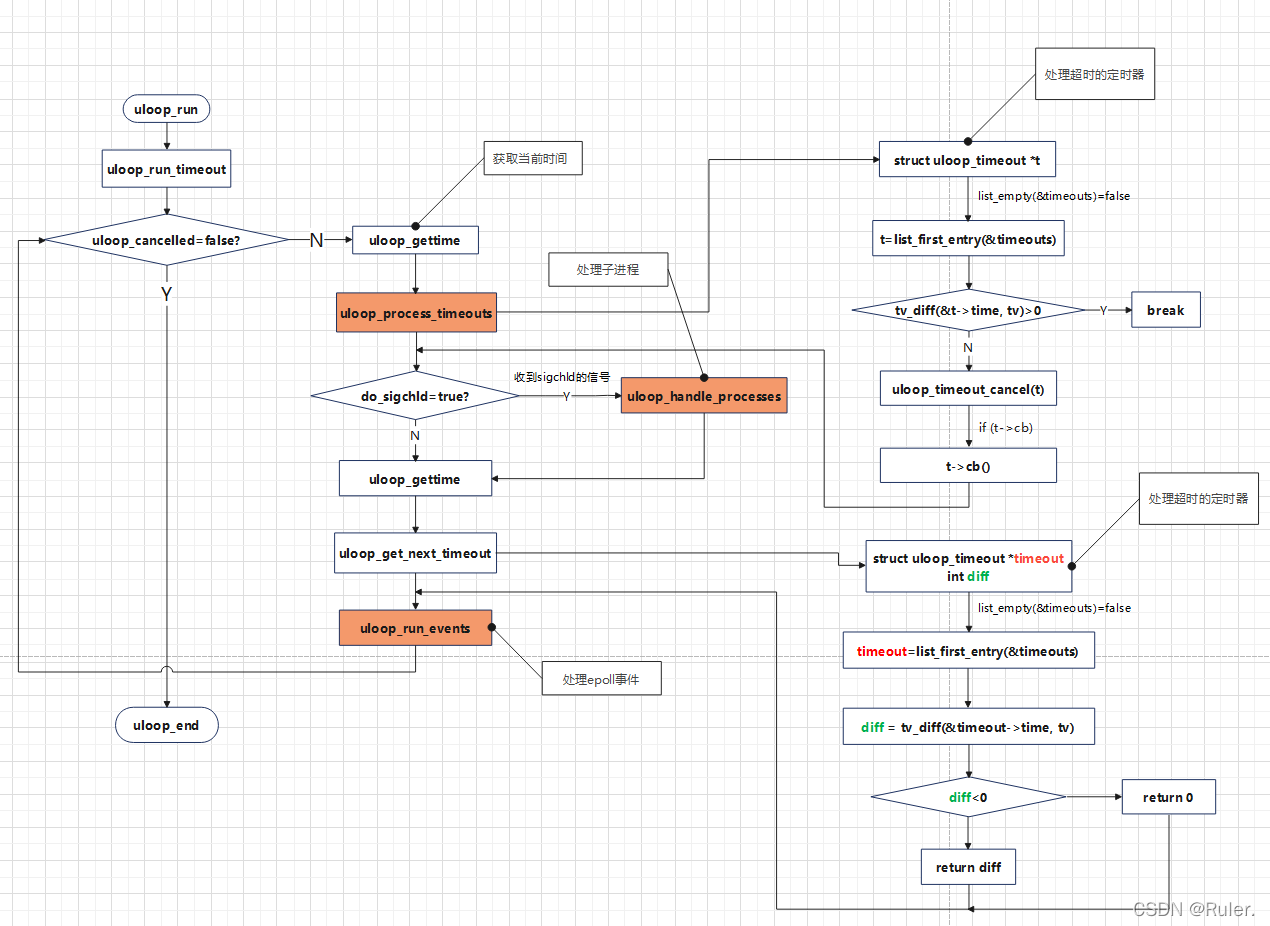 uloop_run
uloop_run_timeout
uloop_cancelled=false?
N
Y
获取当前时间
uloop_gettime
处理子进程
uloop_process_timeouts
do_sigchld=true?
收到sigchld的信号
Y
uloop_handle_processes
N
uloop_gettime
uloop_get_next_timeout
uloop_run_events
处理epoll事件
uloop_end
处理超时的定时器
struct uloop_timeout *t
list_empty(&timeouts)=false
t=list_first_entry(&timeouts)
tv_diff(&t->time, tv)>0
Y
break
N
uloop_timeout_cancel(t)
if (t->cb)
t->cb()
处理超时的定时器
struct uloop_timeout *timeout
int diff
list_empty(&timeouts)=false
timeout=list_first_entry(&timeouts)
diff = tv_diff(&timeout->time, tv)
diff<0
return 0
return diff
CSDN @Ruler.